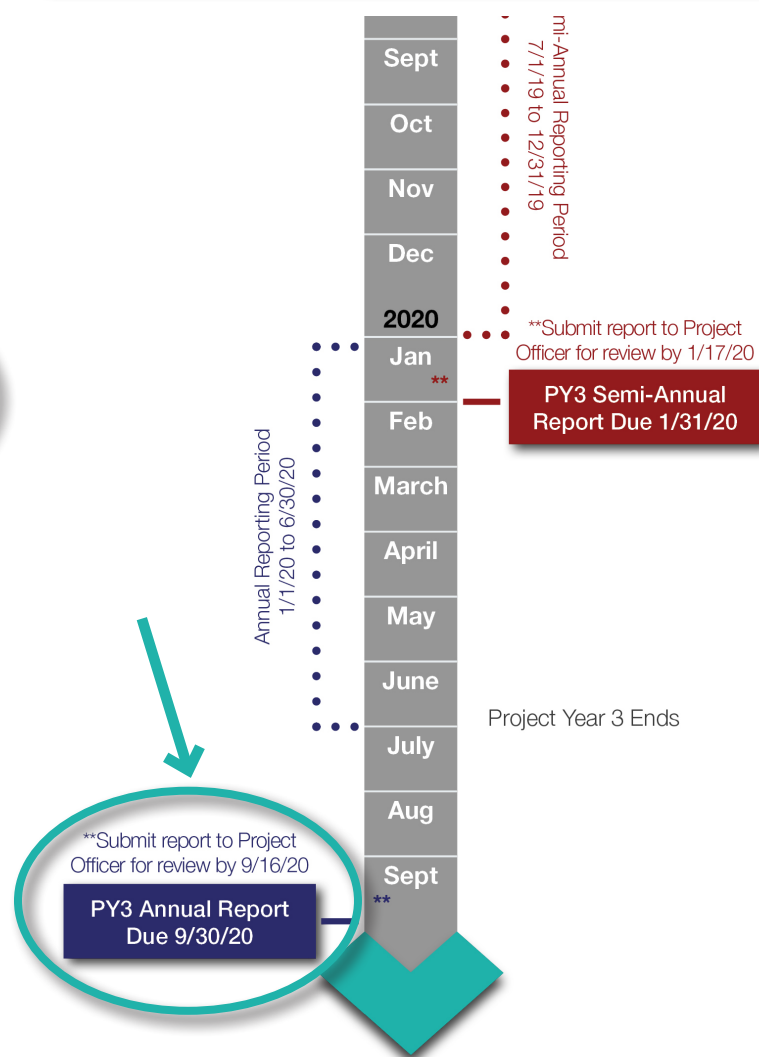 Sept
mi-Annual Reporting Period
7/1/19 to 12/31/19
Oct
Nov
Dec
2020
**Submit report to Project
Officer for review by 1/17/20
Jan
**
PY3 Semi-Annual
Report Due 1/31/20
Feb
Annual Reporting Period
1/1/20 to 6/30/20
March
April
May
June
Project Year 3 Ends
July
Aug
**Submit report to Project
Officer for review by 9/16/20
Sept
**
PY3 Annual Report
Due 9/30/20